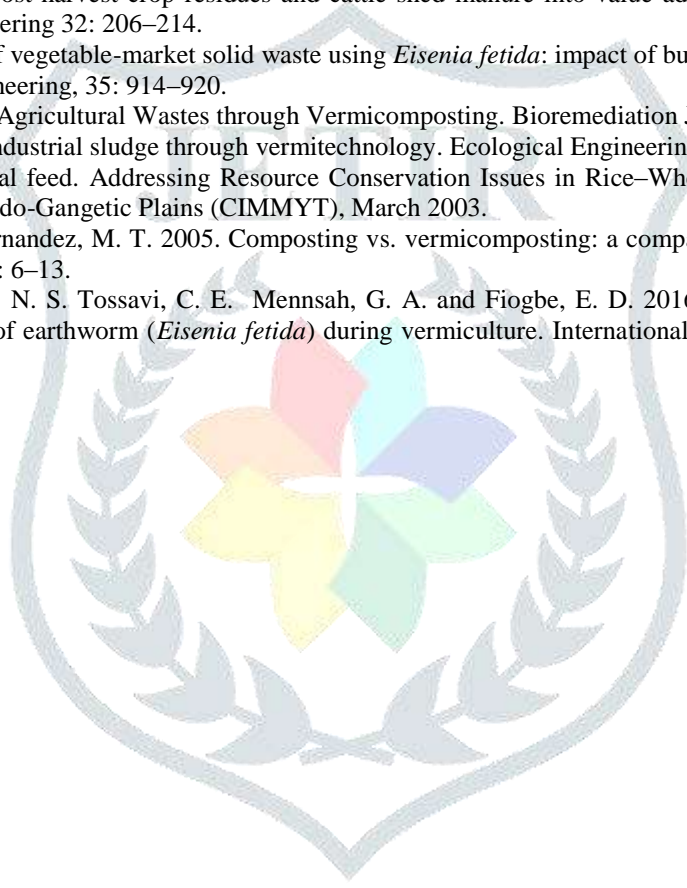 ost harvest crop residues and cattle shed manure into value ad
ering 32: 206–214.
f vegetable-market solid waste using Eisenia fetida: impact of bu
neering, 35: 914–920.
Agricultural Wastes through Vermicomposting. Bioremediation J
ndustrial sludge through vermitechnology. Ecological Engineerin
al feed. Addressing Resource Conservation Issues in Rice–Whe
do-Gangetic Plains (CIMMYT), March 2003.
rnandez, M. T. 2005. Composting vs. vermicomposting: a compa
: 6–13.
N. S. Tossavi, C. E. Mennsah, G. A. and Fiogbe, E. D. 2016
of earthworm (Eisenia fetida) during vermiculture. International
JETIR